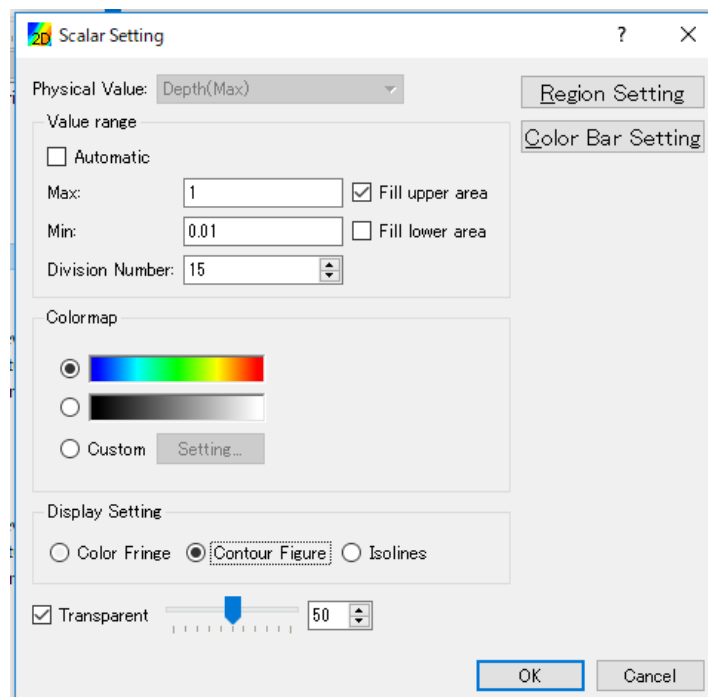 2D Scalar Setting ? ×
Physical Value: Depth(Max)
Region Setting
Value range
Color Bar Setting
Automatic
Max: 1 Fill upper area
Min: 0.01 Fill lower area
Division Number: 15
Colormap
Custom Setting...
Display Setting
Color Fringe Contour Figure Isolines
Transparent 50
OK Cancel